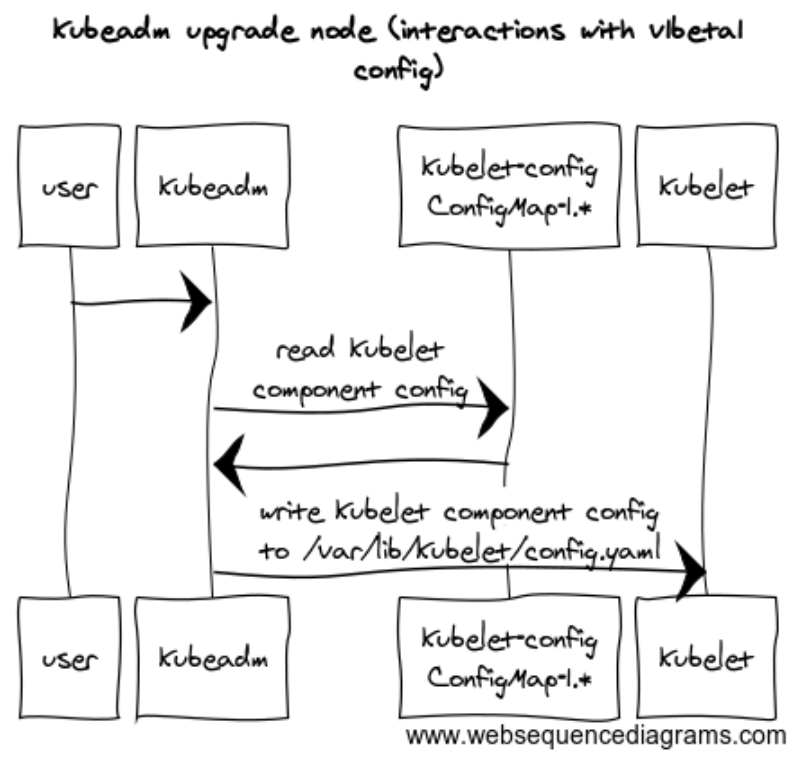 Kubeadm upgrade node (interactions with v1beta1
config)
user
Kubeadm
Kubelet-config
ConfigMap-1.*
Kubelet
read Kubelet
component config
write Kubelet component config
to /var/lib/Kubelet/config.yaml
user
Kubeadm
Kubelet-config
ConfigMap-1.*
Kubelet
www.websequencediagrams.com